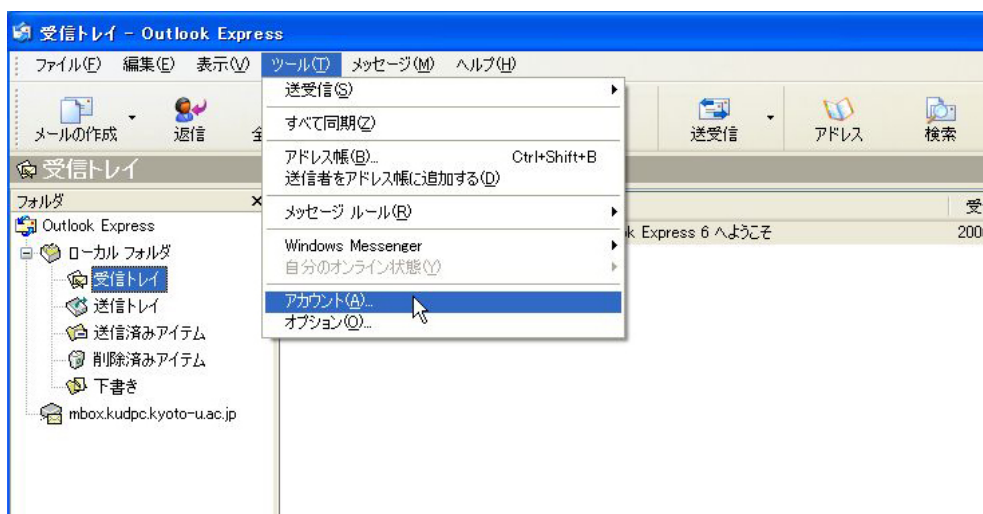 受信トレイ - Outlook Express
ファイル(F) 編集(E) 表示(V) ツール(T) メッセージ(M) ヘルプ(H)
メールの作成 返信 送受信 アドレス 検索
受信トレイ
フォルダ
Outlook Express
ローカル フォルダ
受信トレイ
送信トレイ
送信済みアイテム
削除済みアイテム
下書き
mbox.kudpc.kyoto-u.ac.jp
送受信(S)
すべて同期(Z)
アドレス帳(B)... Ctrl+Shift+B
送信者をアドレス帳に追加する(D)
メッセージ ルール(R)
Windows Messenger
自分のオンライン状態(Y)
アカウント(A)...
オプション(O)...
受
k Express 6 へようこそ 200